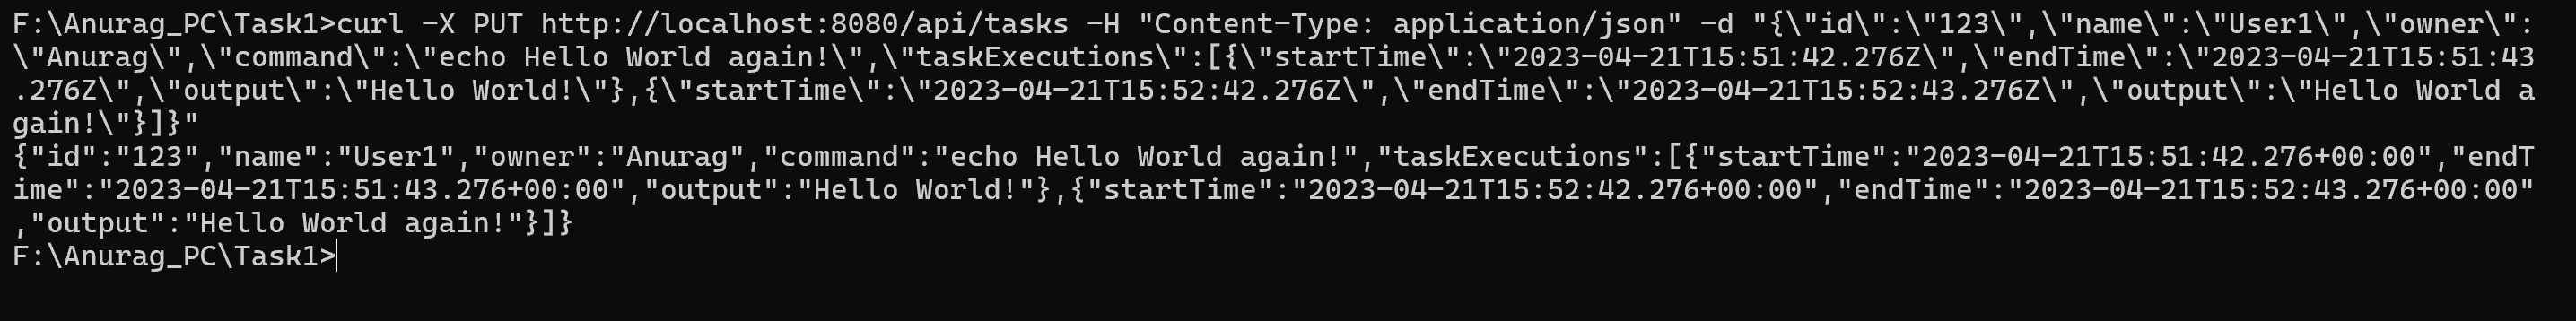 F:\Anurag_PC\Task1>curl -X PUT http://localhost:8080/api/tasks -H "Content-Type: application/json" -d "{\"id\":\"123\",\"name\":\"User1\",\"owner\":
\"Anurag\",\"command\":\"echo Hello World again!\",\"taskExecutions\":[{\"startTime\":\"2023-04-21T15:51:42.276Z\",\"endTime\":\"2023-04-21T15:51:43
.276Z\",\"output\":\"Hello World!\"},{\"startTime\":\"2023-04-21T15:52:42.276Z\",\"endTime\":\"2023-04-21T15:52:43.276Z\",\"output\":\"Hello World a
gain!\"}]}"
{"id":"123","name":"User1","owner":"Anurag","command":"echo Hello World again!","taskExecutions":[{"startTime":"2023-04-21T15:51:42.276+00:00","endT
ime":"2023-04-21T15:51:43.276+00:00","output":"Hello World!"},{"startTime":"2023-04-21T15:52:42.276+00:00","endTime":"2023-04-21T15:52:43.276+00:00"
,"output":"Hello World again!"}]}
F:\Anurag_PC\Task1>